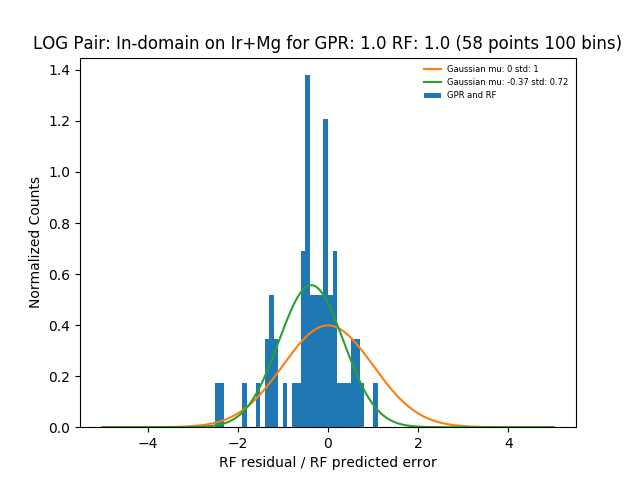 LOG Pair: In-domain on Ir+Mg for GPR: 1.0 RF: 1.0 (58 points 100 bins)
Gaussian mu: 0 std: 1
Gaussian mu: -0.37 std: 0.72
GPR and RF
Normalized Counts
1.4
1.2
1.0
0.8
0.6
0.4
0.2
0.0
−4
−2
0
2
4
RF residual / RF predicted error